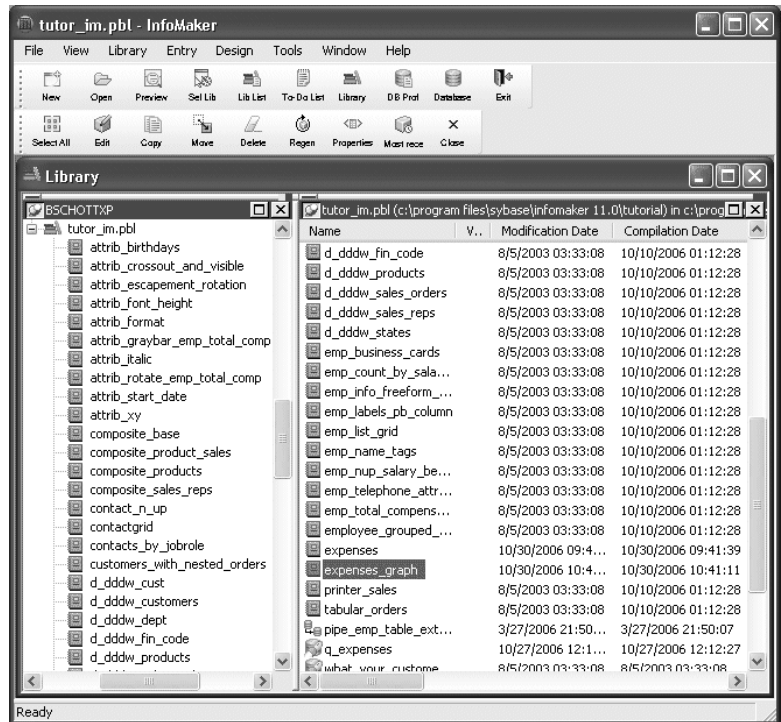 tutor_im.pbl - InfoMaker
File View Library Entry Design Tools Window Help
New Open Preview Sel Lib Lib List To-Do List Library DB Prof Database Exit
Select All Edit Copy Move Delete Regen Properties Most rece Close
Library
BSCHOTTXP
tutor_im.pbl
attrib_birthdays
attrib_crossout_and_visible
attrib_escapement_rotation
attrib_font_height
attrib_format
attrib_graybar_emp_total_comp
attrib_italic
attrib_rotate_emp_total_comp
attrib_start_date
attrib_xy
composite_base
composite_product_sales
composite_products
composite_sales_reps
contact_n_up
contactgrid
contacts_by_jobrole
customers_with_nested_orders
d_dddw_cust
d_dddw_customers
d_dddw_dept
d_dddw_fin_code
d_dddw_products
tutor_im.pbl (c:\program files\sybase\infomaker 11.0\tutorial) in c:\prog
Name V.. Modification Date Compilation Date
d_dddw_fin_code 8/5/2003 03:33:08 10/10/2006 01:12:28
d_dddw_products 8/5/2003 03:33:08 10/10/2006 01:12:28
d_dddw_sales_orders 8/5/2003 03:33:08 10/10/2006 01:12:28
d_dddw_sales_reps 8/5/2003 03:33:08 10/10/2006 01:12:28
d_dddw_states 8/5/2003 03:33:08 10/10/2006 01:12:28
emp_business_cards 8/5/2003 03:33:08 10/10/2006 01:12:28
emp_count_by_sala... 8/5/2003 03:33:08 10/10/2006 01:12:28
emp_info_freeform_... 8/5/2003 03:33:08 10/10/2006 01:12:28
emp_labels_pb_column 8/5/2003 03:33:08 10/10/2006 01:12:28
emp_list_grid 8/5/2003 03:33:08 10/10/2006 01:12:28
emp_name_tags 8/5/2003 03:33:08 10/10/2006 01:12:28
emp_nup_salary_be... 8/5/2003 03:33:08 10/10/2006 01:12:28
emp_telephone_attr... 8/5/2003 03:33:08 10/10/2006 01:12:28
emp_total_compens... 8/5/2003 03:33:08 10/10/2006 01:12:28
employee_grouped_... 8/5/2003 03:33:08 10/10/2006 01:12:28
expenses 10/30/2006 09:4... 10/30/2006 09:41:39
expenses_graph 10/30/2006 10:4... 10/30/2006 10:41:11
printer_sales 8/5/2003 03:33:08 10/10/2006 01:12:28
tabular_orders 8/5/2003 03:33:08 10/10/2006 01:12:28
pipe_emp_table_ext... 3/27/2006 21:50... 3/27/2006 21:50:07
q_expenses 10/27/2006 12:1... 10/27/2006 12:12:27
what_your_custome 8/5/2003 03:33:08 8/5/2003 03:33:08
Ready